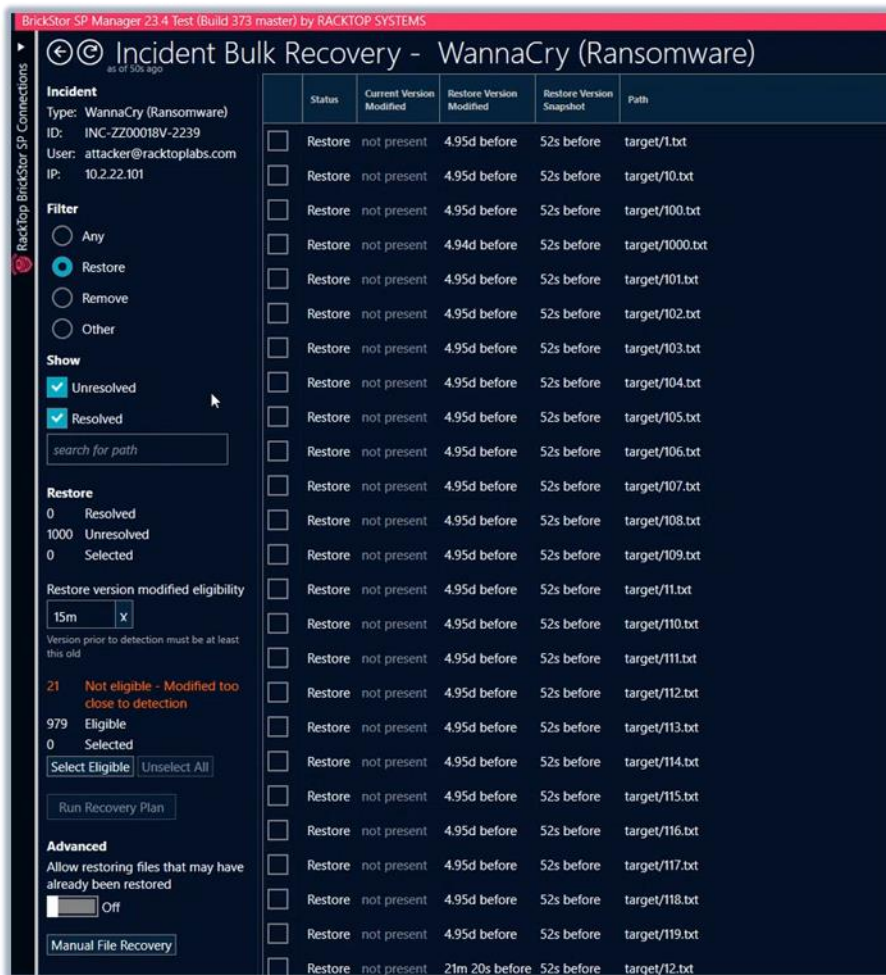 BrickStor SP Manager 23.4 Test (Build 373 master) by RACKTOP SYSTEMS
RackTop BrickStor SP Connections
Incident Bulk Recovery - WannaCry (Ransomware)
as of 50s ago
Incident
Type: WannaCry (Ransomware)
ID: INC-ZZ00018V-2239
User: attacker@racktoplabs.com
IP: 10.2.22.101
Filter
Any
Restore
Remove
Other
Show
Unresolved
Resolved
search for path
Restore
0 Resolved
1000 Unresolved
0 Selected
Restore version modified eligibility
15m x
Version prior to detection must be at least
this old
21 Not eligible - Modified too
close to detection
979 Eligible
0 Selected
Select Eligible Unselect All
Run Recovery Plan
Advanced
Allow restoring files that may have
already been restored
Off
Manual File Recovery
Status Current Version Modified Restore Version Modified Restore Version Snapshot Path
Restore not present 4.95d before 52s before target/1.txt
Restore not present 4.95d before 52s before target/10.txt
Restore not present 4.95d before 52s before target/100.txt
Restore not present 4.94d before 52s before target/1000.txt
Restore not present 4.95d before 52s before target/101.txt
Restore not present 4.95d before 52s before target/102.txt
Restore not present 4.95d before 52s before target/103.txt
Restore not present 4.95d before 52s before target/104.txt
Restore not present 4.95d before 52s before target/105.txt
Restore not present 4.95d before 52s before target/106.txt
Restore not present 4.95d before 52s before target/107.txt
Restore not present 4.95d before 52s before target/108.txt
Restore not present 4.95d before 52s before target/109.txt
Restore not present 4.95d before 52s before target/11.txt
Restore not present 4.95d before 52s before target/110.txt
Restore not present 4.95d before 52s before target/111.txt
Restore not present 4.95d before 52s before target/112.txt
Restore not present 4.95d before 52s before target/113.txt
Restore not present 4.95d before 52s before target/114.txt
Restore not present 4.95d before 52s before target/115.txt
Restore not present 4.95d before 52s before target/116.txt
Restore not present 4.95d before 52s before target/117.txt
Restore not present 4.95d before 52s before target/118.txt
Restore not present 4.95d before 52s before target/119.txt
Restore not present 21m 20s before 52s before target/12.txt